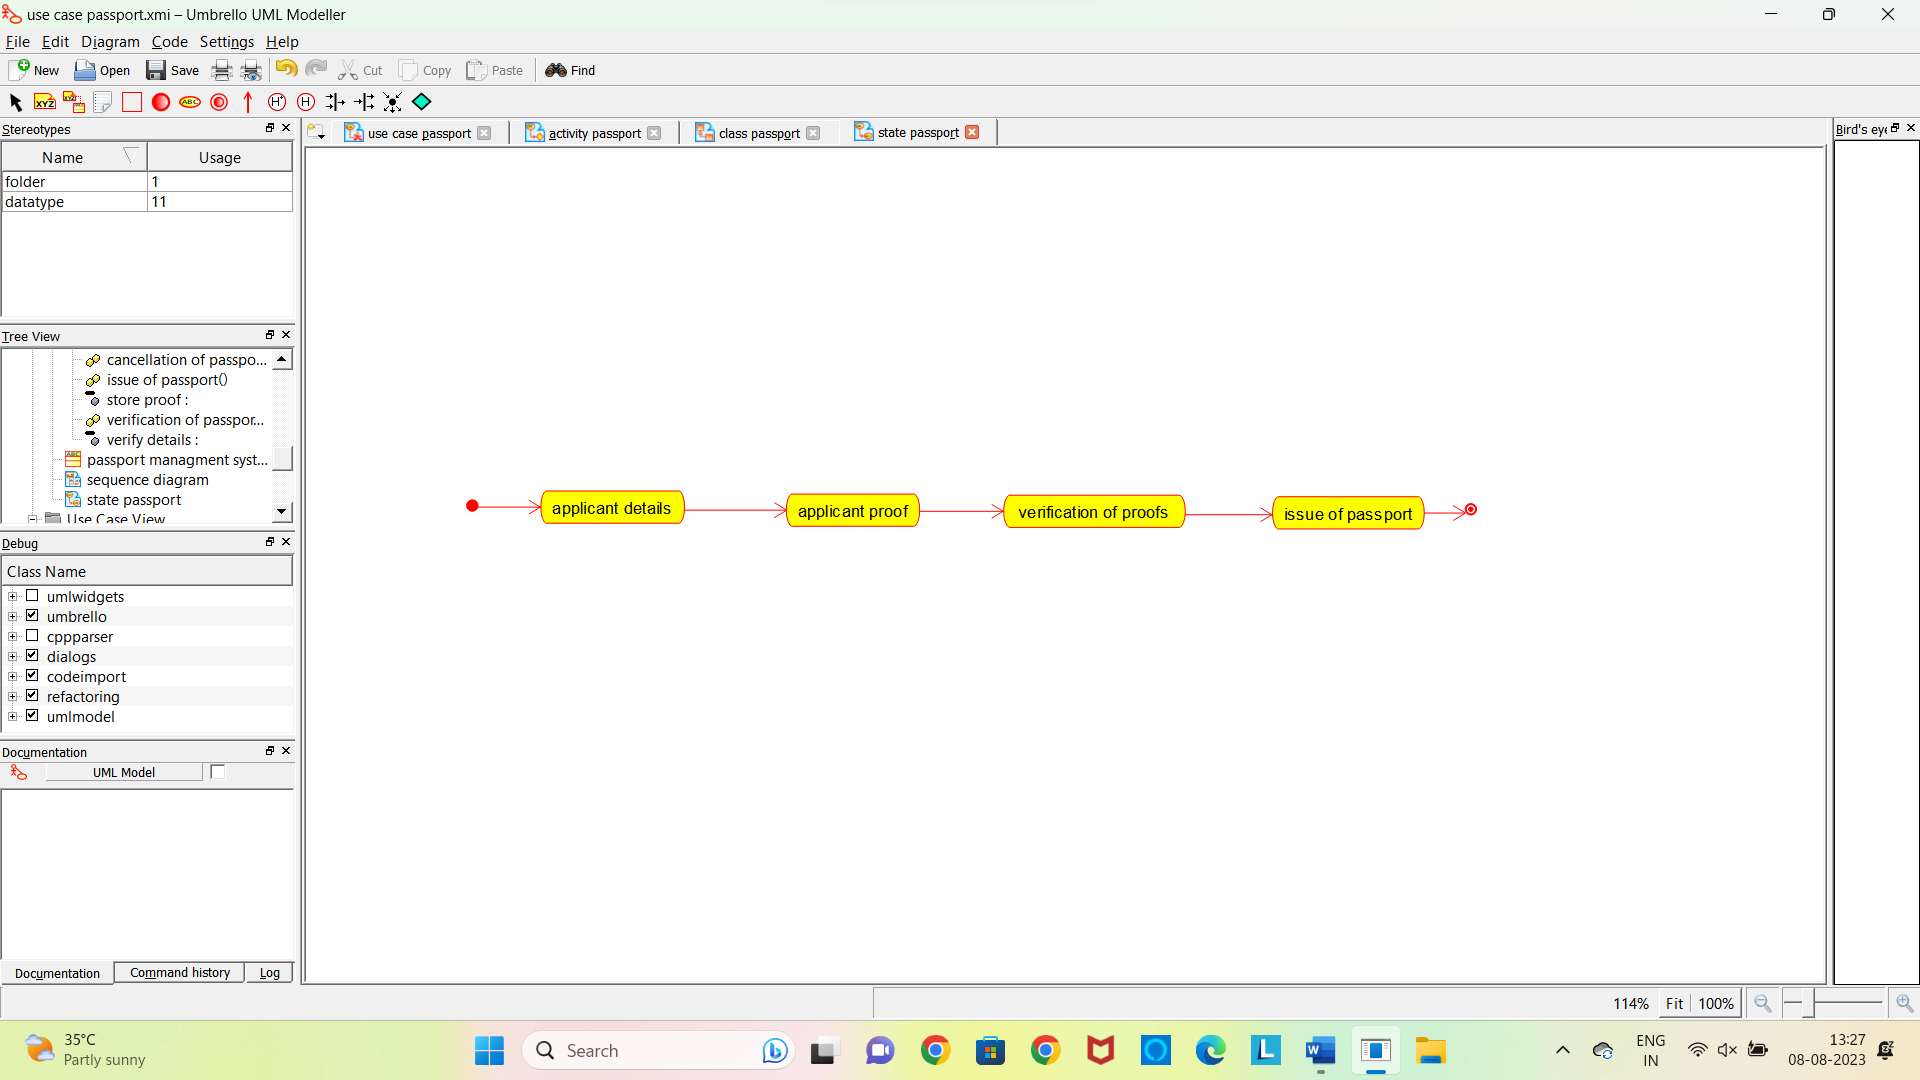 use case passport.xmi – Umbrello UML Modeller
File Edit Diagram Code Settings Help
New Open Save Cut Copy Paste Find
XYZ XYZ ABC H* H
Stereotypes
Name Usage
folder 1
datatype 11
Tree View
cancellation of passpo...
issue of passport()
store proof :
verification of passpor...
verify details :
passport managment syst...
sequence diagram
state passport
Use Case View
Debug
Class Name
umlwidgets
umbrello
cppparser
dialogs
codeimport
refactoring
umlmodel
Documentation
UML Model
Documentation Command history Log
use case passport activity passport class passport state passport
applicant details applicant proof verification of proofs issue of passport
Bird's eye
114% Fit 100%
35°C
Partly sunny
Search
L
W
ENG
IN
13:27
08-08-2023